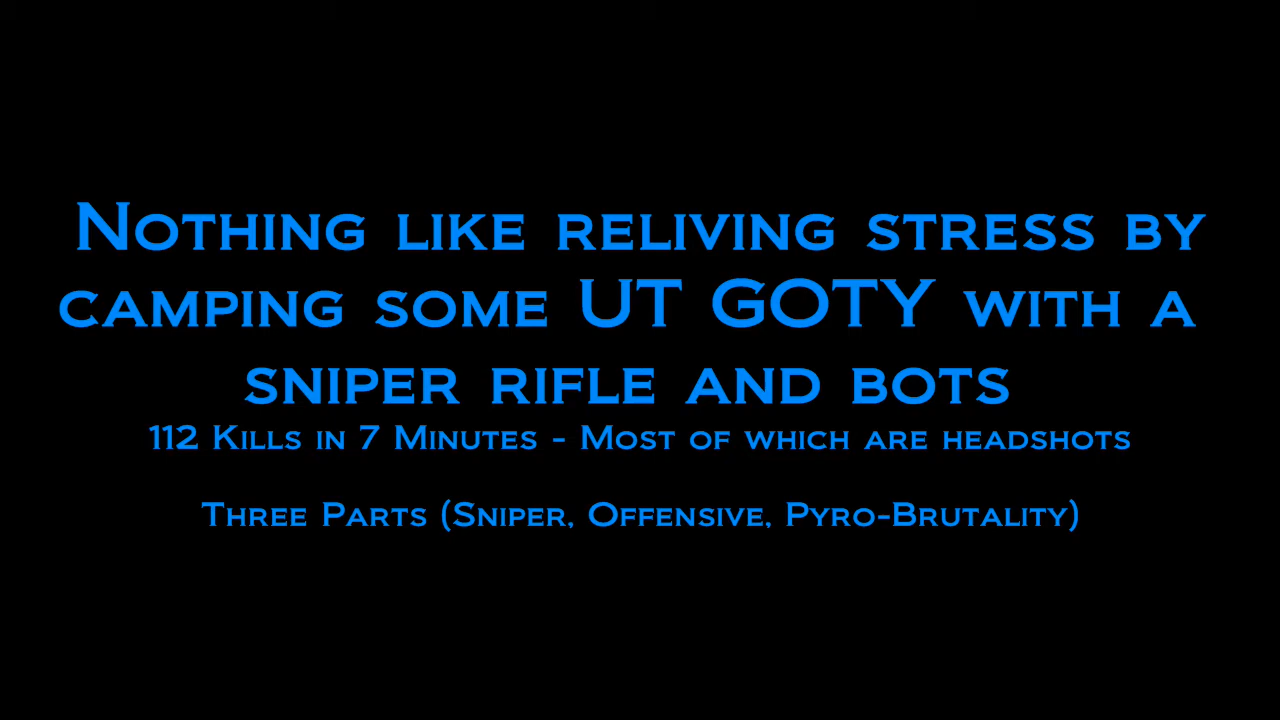 Nothing like reliving stress by
camping some UT GOTY with a
sniper rifle and bots
112 Kills in 7 Minutes - Most of which are headshots
Three Parts (Sniper, Offensive, Pyro-Brutality)